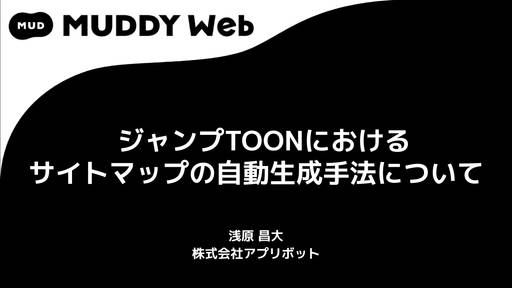 MUD MUDDY Web
ジャンプTOONにおける
サイトマップの自動生成手法について
浅原 昌大
株式会社アプリボット